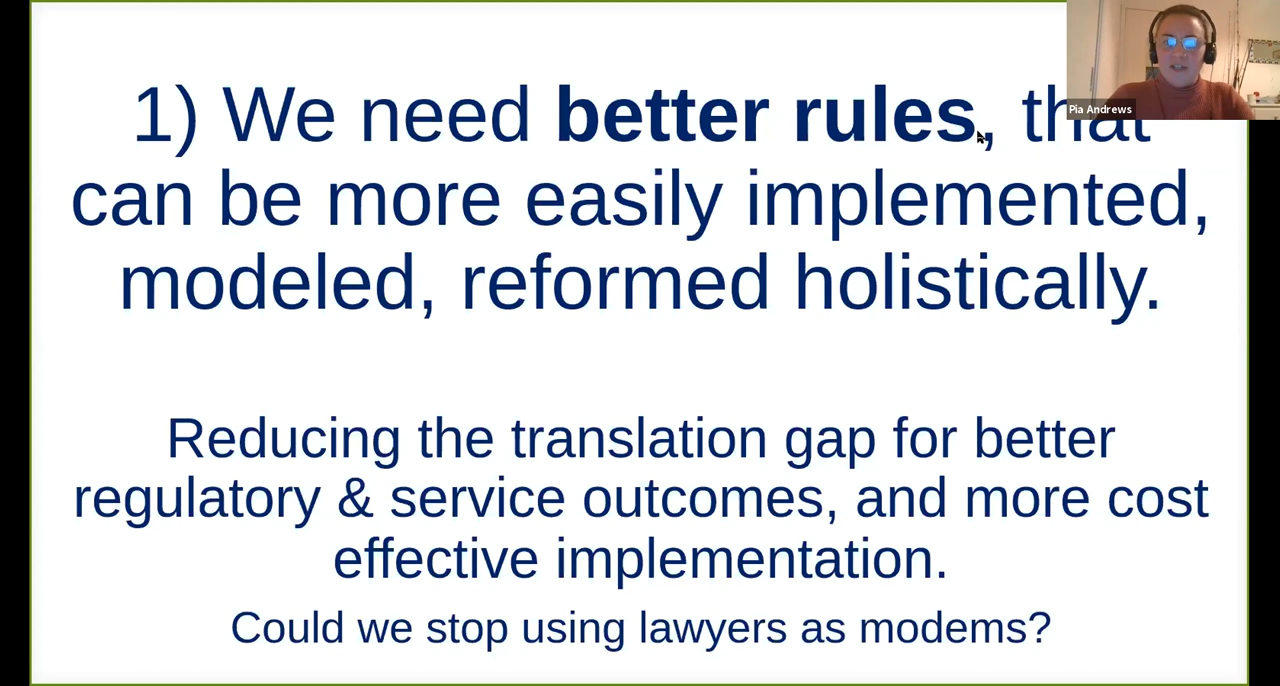 1) We need better rules, that
can be more easily implemented,
modeled, reformed holistically.
Reducing the translation gap for better
regulatory & service outcomes, and more cost
effective implementation.
Could we stop using lawyers as modems?
Pia Andrews